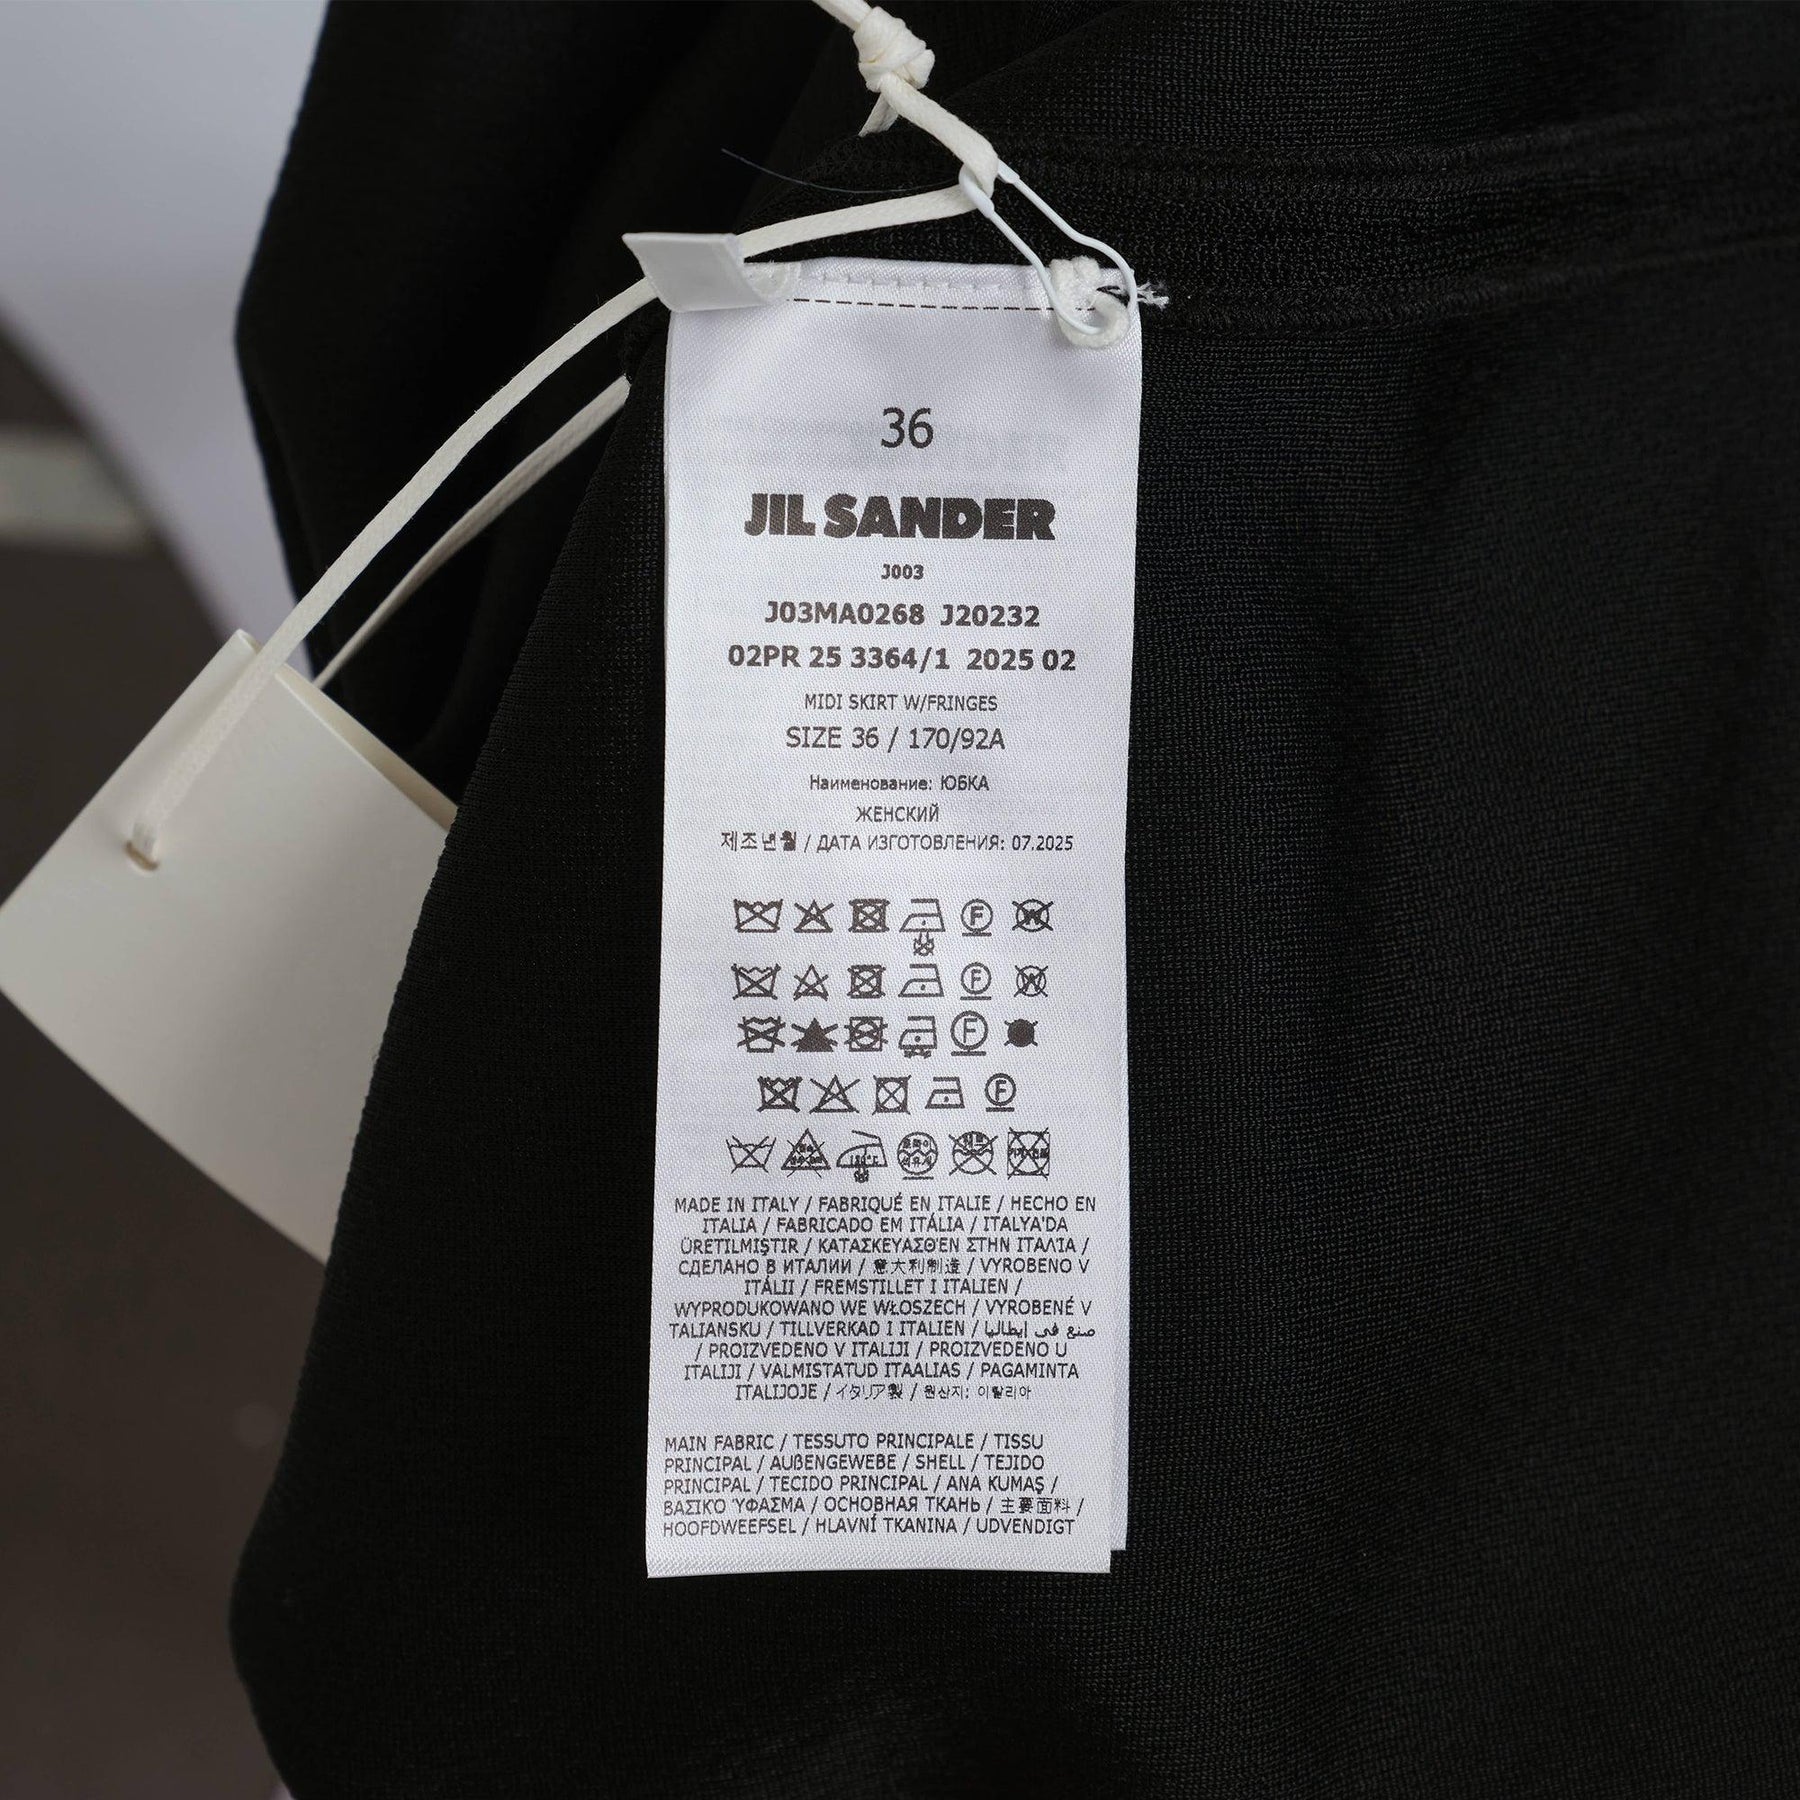 36
JIL SANDER
J003
J03MA0268 J20232
02PR 25 3364/1 2025 02
MIDI SKIRT W/FRINGES
SIZE 36 / 170/92A
Наименование: ЮБКА
ЖЕНСКИЙ
제조년월 / ДАТА ИЗГОТОВЛЕНИЯ: 07.2025
F W
F W
F
F
MADE IN ITALY / FABRIQUÉ EN ITALIE / HECHO EN
ITALIA / FABRICADO EM ITÁLIA / ITALYA'DA
ÜRETILMIŞTIR / ΚΑΤΑΣΚΕΥΑΣΘΈΝ ΣΤΗΝ ΙΤΑΛΊΑ /
СДЕЛАНО В ИТАЛИИ / 意大利制造 / VYROBENO V
ITÁLII / FREMSTILLET I ITALIEN /
WYPRODUKOWANO WE WŁOSZECH / VYROBENÉ V
TALIANSKU / TILLVERKAD I ITALIEN / صنع في إيطاليا
/ PROIZVEDENO V ITALIJI / PROIZVEDENO U
ITALIJI / VALMISTATUD ITAALIAS / PAGAMINTA
ITALIJOJE / イタリア製 / 원산지: 이탈리아
MAIN FABRIC / TESSUTO PRINCIPALE / TISSU
PRINCIPAL / AUßENGEWEBE / SHELL / TEJIDO
PRINCIPAL / TECIDO PRINCIPAL / ANA KUMAŞ /
ΒΑΣΙΚΌ ΎΦΑΣΜΑ / ОСНОВНАЯ ТКАНЬ / 主要面料 /
HOOFDWEEFSEL / HLAVNÍ TKANINA / UDVENDIGT